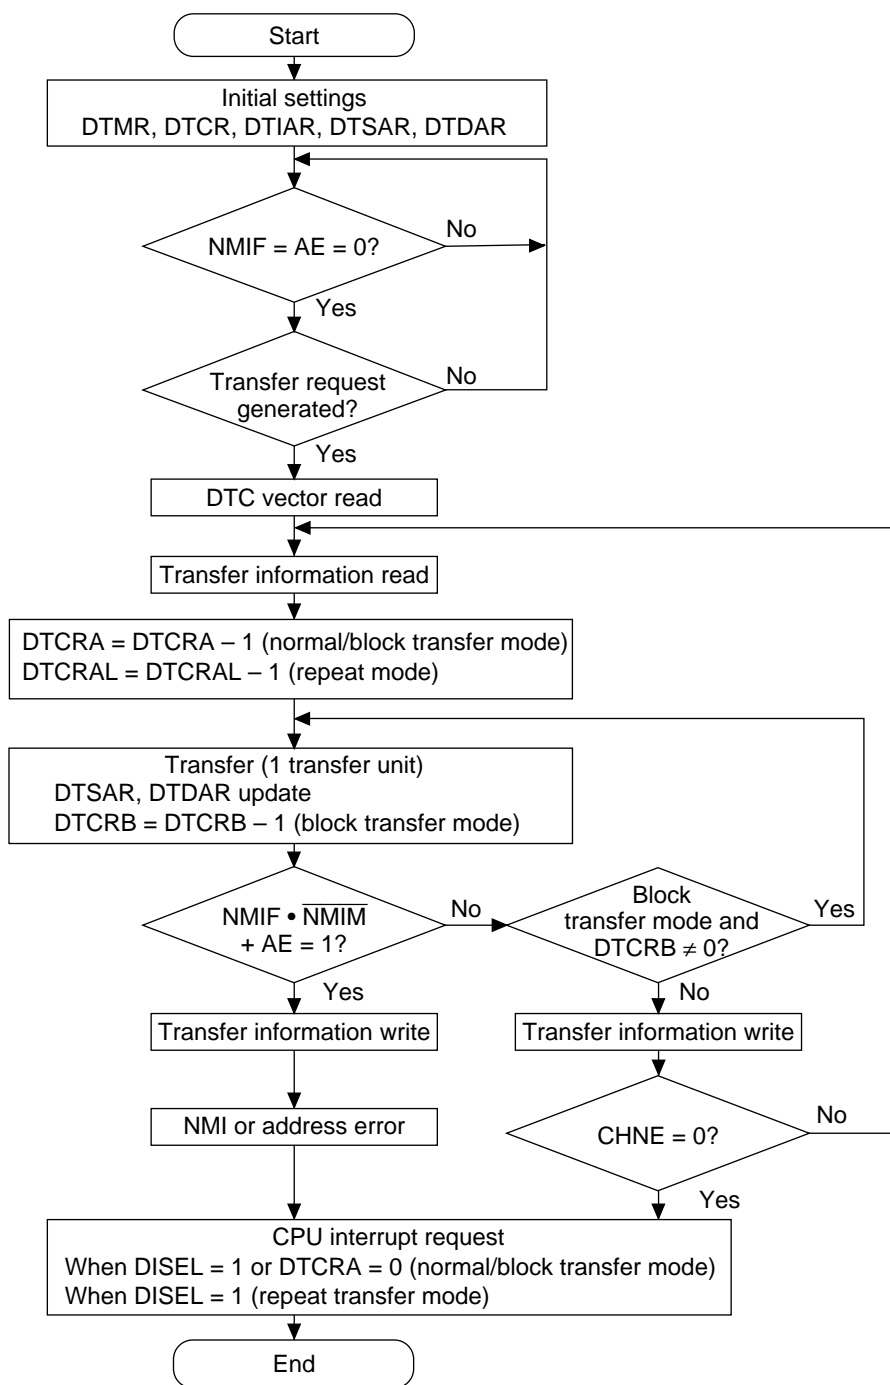 Start
Initial settings
DTMR, DTCR, DTIAR, DTSAR, DTDAR
NMIF = AE = 0?
No
Yes
Transfer request
generated?
No
Yes
DTC vector read
Transfer information read
DTCRA = DTCRA – 1 (normal/block transfer mode)
DTCRAL = DTCRAL – 1 (repeat mode)
Transfer (1 transfer unit)
DTSAR, DTDAR update
DTCRB = DTCRB – 1 (block transfer mode)
NMIF • N̅M̅I̅M̅
+ AE = 1?
No
Yes
Block
transfer mode and
DTCRB ≠ 0?
Yes
No
Transfer information write
Transfer information write
NMI or address error
CHNE = 0?
No
Yes
CPU interrupt request
When DISEL = 1 or DTCRA = 0 (normal/block transfer mode)
When DISEL = 1 (repeat transfer mode)
End